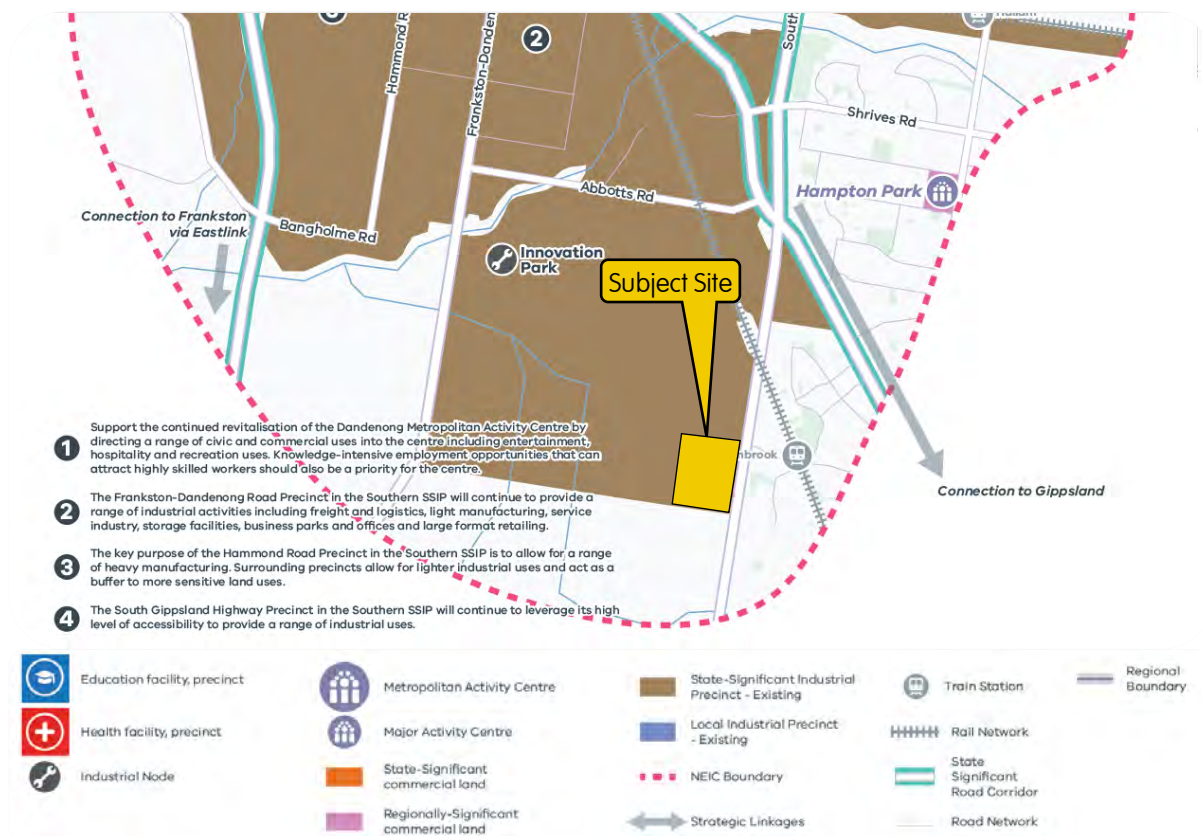 Hammond R
Frankston-Danden
2
South
Hallam
Shrives Rd
Hampton Park
Abbotts Rd
Connection to Frankston
via Eastlink
Bangholme Rd
Innovation
Park
Subject Site
nbrook
Connection to Gippsland
1
Support the continued revitalisation of the Dandenong Metropolitan Activity Centre by
directing a range of civic and commercial uses into the centre including entertainment,
hospitality and recreation uses. Knowledge-intensive employment opportunities that can
attract highly skilled workers should also be a priority for the centre.
2
The Frankston-Dandenong Road Precinct in the Southern SSIP will continue to provide a
range of industrial activities including freight and logistics, light manufacturing, service
industry, storage facilities, business parks and offices and large format retailing.
3
The key purpose of the Hammond Road Precinct in the Southern SSIP is to allow for a range
of heavy manufacturing. Surrounding precincts allow for lighter industrial uses and act as a
buffer to more sensitive land uses.
4
The South Gippsland Highway Precinct in the Southern SSIP will continue to leverage its high
level of accessibility to provide a range of industrial uses.
Education facility, precinct
Health facility, precinct
Industrial Node
Metropolitan Activity Centre
Major Activity Centre
State-Significant
commercial land
Regionally-Significant
commercial land
State-Significant Industrial
Precinct - Existing
Local Industrial Precinct
- Existing
NEIC Boundary
Strategic Linkages
Train Station
Rail Network
State
Significant
Road Corridor
Road Network
Regional
Boundary